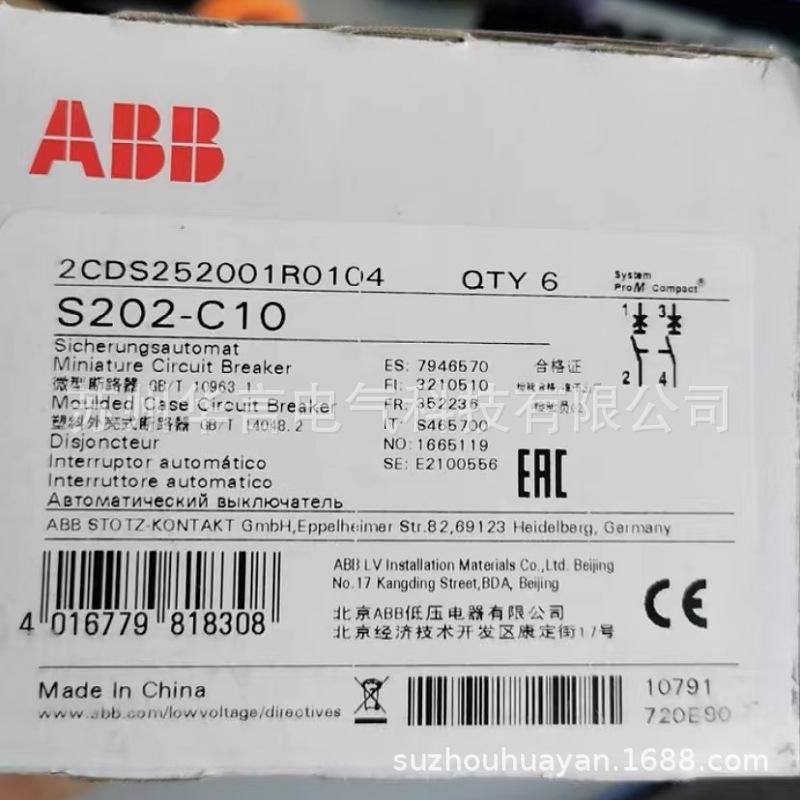 ABB
2CDS252001R0104 QTY 6
System
ProM Compact®
S202-C10
1 3
2 4
Sicherungsautomat
Miniature Circuit Breaker
微型断路器 GB/T 10963.1
Moulded Case Circuit Breaker
塑料外壳式断路器 GB/T 14048.2
Disjoncteur
Interruptor automático
Interruttore automatico
Автоматический выключатель
ES: 7946570
FI: 3210510
FR: 352236
IT: S465700
NO: 1665119
SE: E2100556
合格证
EAC
ABB STOTZ-KONTAKT GmbH,Eppelheimer Str.82,69123 Heidelberg, Germany
ABB LV Installation Materials Co.,Ltd. Beijing
No.17 Kangding Street,BDA, Beijing
北京ABB低压电器有限公司
北京经济技术开发区康定街17号
CE
4 016779 818308
Made In China
www.abb.com/lowvoltage/directives
10791
720E90
suzhouhuayan.1688.com